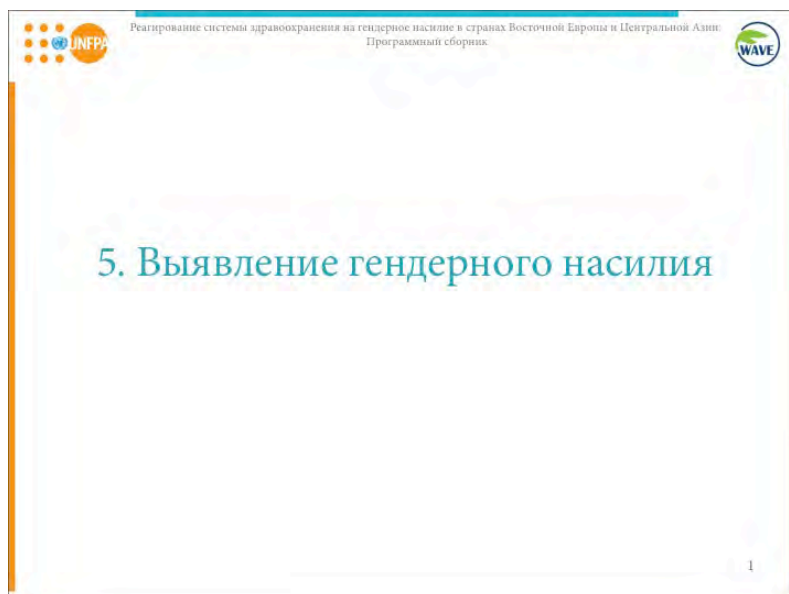 Реагирование системы здравоохранения на гендерное насилие в странах Восточной Европы и Центральной Азии:
Программный сборник
UNFPA
WAVE
5. Выявление гендерного насилия
1